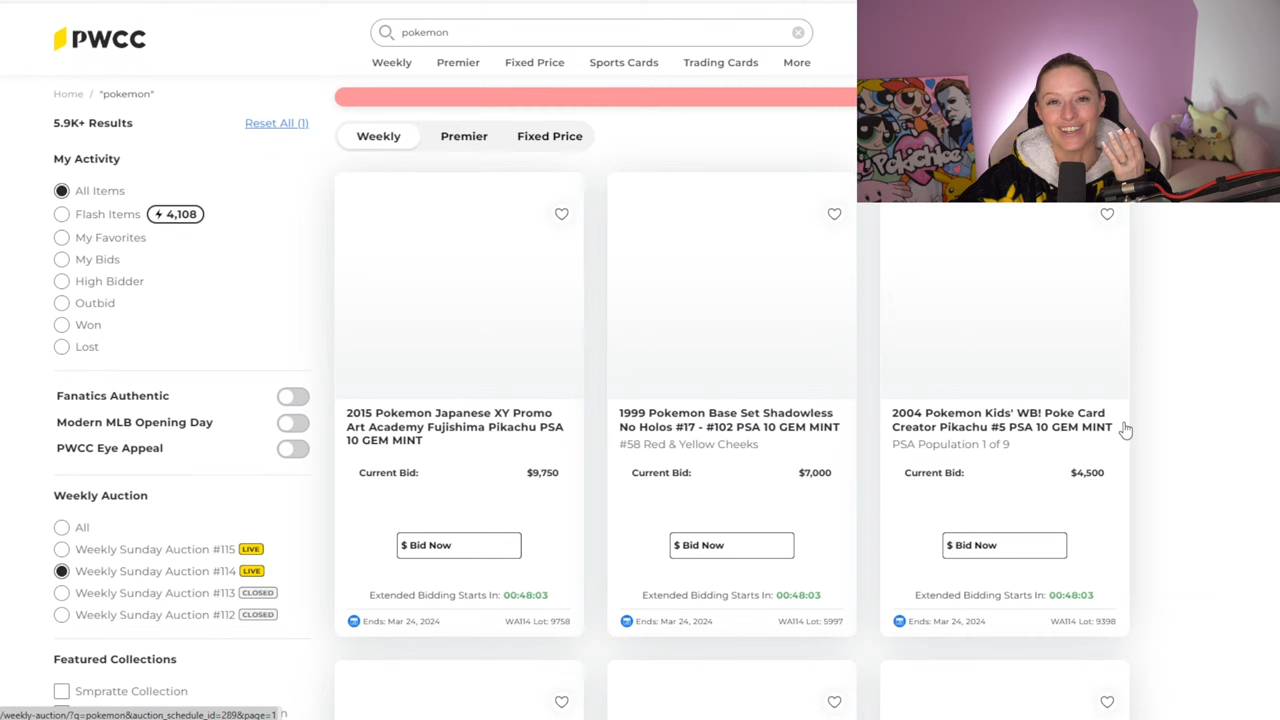 PWCC
pokemon
Weekly
Premier
Fixed Price
Sports Cards
Trading Cards
More
Home / "pokemon"
5.9K+ Results
Reset All (1)
My Activity
All Items
Flash Items 4,108
My Favorites
My Bids
High Bidder
Outbid
Won
Lost
Fanatics Authentic
Modern MLB Opening Day
PWCC Eye Appeal
Weekly Auction
All
Weekly Sunday Auction #115 LIVE
Weekly Sunday Auction #114 LIVE
Weekly Sunday Auction #113 CLOSED
Weekly Sunday Auction #112 CLOSED
Featured Collections
Smpratte Collection
/weekly-auction/?q=pokemon&auction_schedule_id=289&page=1
Weekly
Premier
Fixed Price
2015 Pokemon Japanese XY Promo
Art Academy Fujishima Pikachu PSA
10 GEM MINT
Current Bid: $9,750
$ Bid Now
Extended Bidding Starts In: 00:48:03
Ends: Mar 24, 2024 WA114 Lot: 9758
1999 Pokemon Base Set Shadowless
No Holos #17 - #102 PSA 10 GEM MINT
#58 Red & Yellow Cheeks
Current Bid: $7,000
$ Bid Now
Extended Bidding Starts In: 00:48:03
Ends: Mar 24, 2024 WA114 Lot: 5997
2004 Pokemon Kids' WB! Poke Card
Creator Pikachu #5 PSA 10 GEM MINT
PSA Population 1 of 9
Current Bid: $4,500
$ Bid Now
Extended Bidding Starts In: 00:48:03
Ends: Mar 24, 2024 WA114 Lot: 9398
Pokichloe